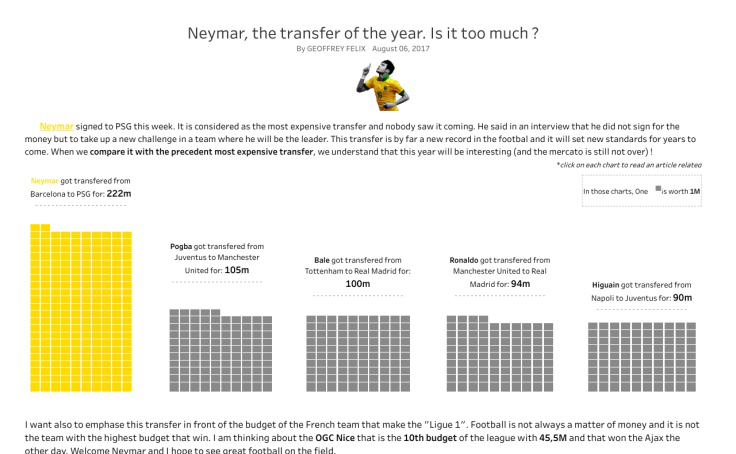 Neymar, the transfer of the year. Is it too much ?
By GEOFFREY FELIX August 06, 2017
Neymar signed to PSG this week. It is considered as the most expensive transfer and nobody saw it coming. He said in an interview that he did not sign for the
money but to take up a new challenge in a team where he will be the leader. This transfer is by far a new record in the footbal and it will set new standards for years to
come. When we compare it with the precedent most expensive transfer, we understand that this year will be interesting (and the mercato is still not over) !
*click on each chart to read an article related
Neymar got transfered from
Barcelona to PSG for: 222m
In those charts, One is worth 1M
Pogba got transfered from
Juventus to Manchester
United for: 105m
Bale got transfered from
Tottenham to Real Madrid for:
100m
Ronaldo got transfered from
Manchester United to Real
Madrid for: 94m
Higuain got transfered from
Napoli to Juventus for: 90m
I want also to emphase this transfer in front of the budget of the French team that make the "Ligue 1". Football is not always a matter of money and it is not
the team with the highest budget that win. I am thinking about the OGC Nice that is the 10th budget of the league with 45,5M and that won the Ajax the
other day. Welcome Neymar and I hope to see great football on the field.